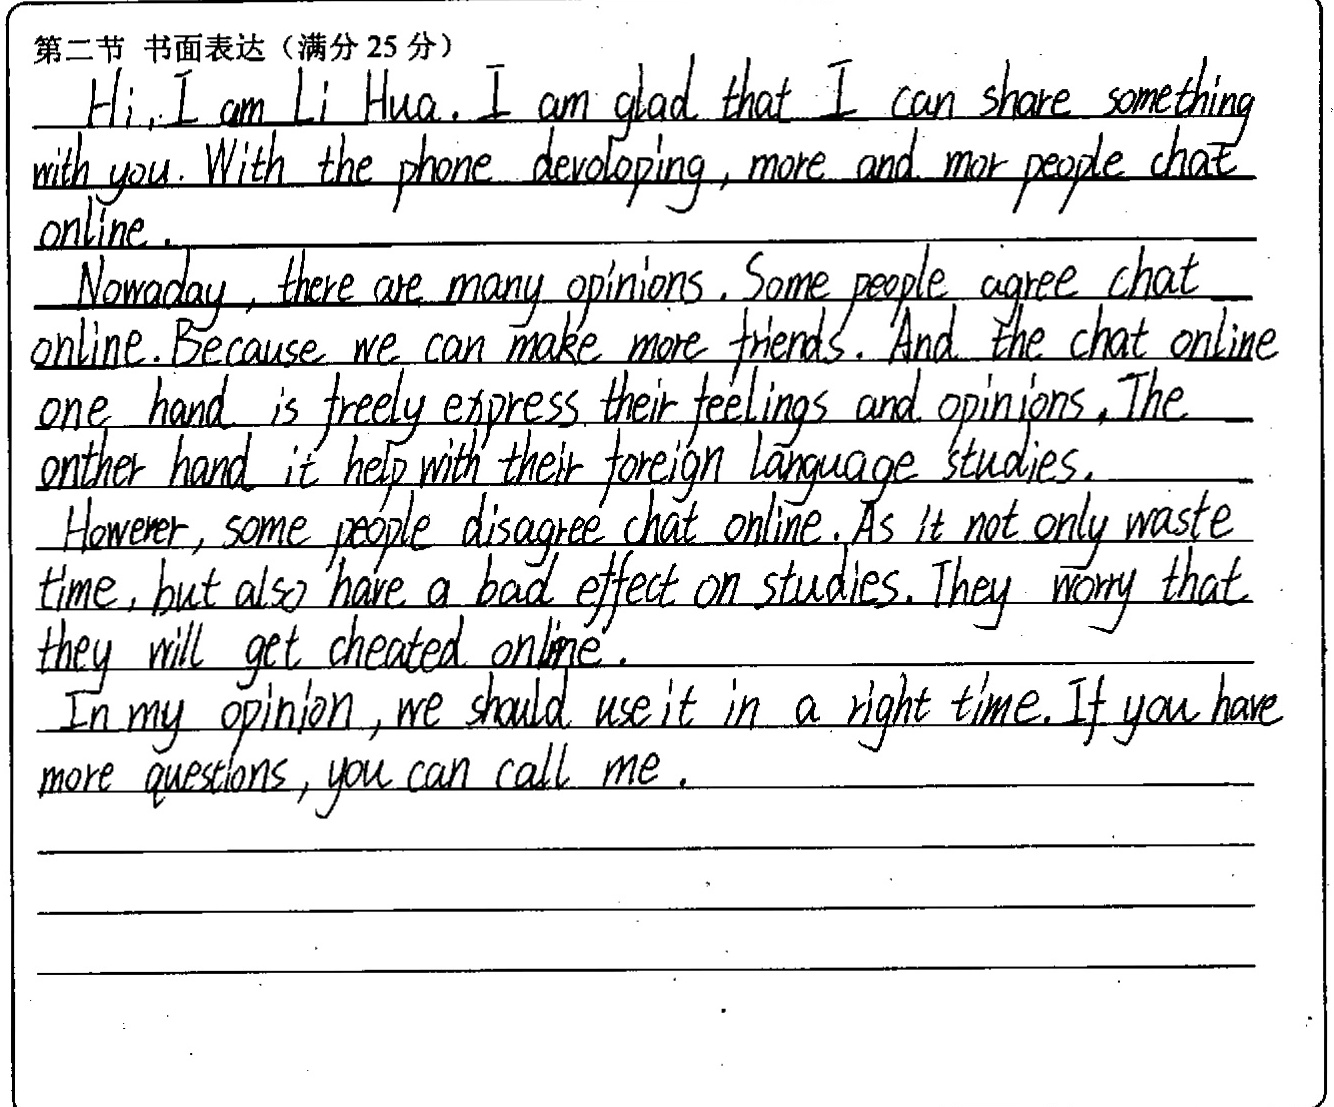 第二节 书面表达（满分 25 分）
Hi, I am Li Hua. I am glad that I can share something
with you. With the phone devoloping, more and mor people chat
online.
Nowaday, there are many opinions. Some people agree chat
online. Because we can make more friends. And the chat online
one hand is freely express their feelings and opinions, The
onther hand it help with their foreign language studies.
However, some people disagree chat online. As it not only waste
time, but also have a bad effect on studies. They worry that
they will get cheated online.
In my opinion, we should use it in a right time. If you have
more questions, you can call me.